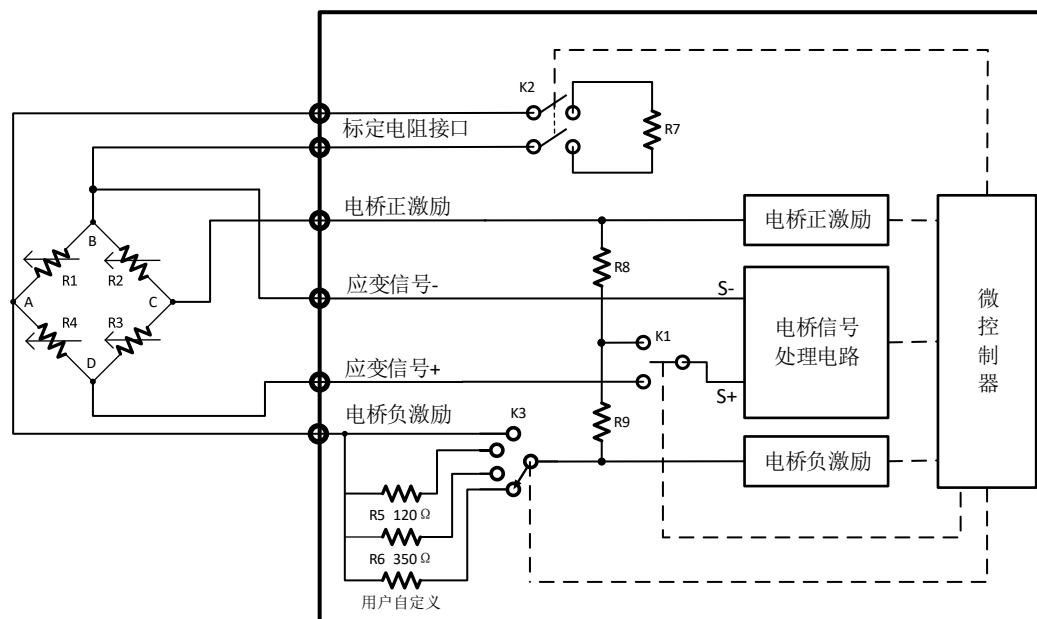 K2
标定电阻接口
R7
电桥正激励
电桥正激励
B
R1
R2
R8
A
C
应变信号-
S-
微控制器
R4
R3
K1
电桥信号
处理电路
D
应变信号+
S+
电桥负激励
K3
R9
电桥负激励
R5 120 Ω
R6 350 Ω
用户自定义